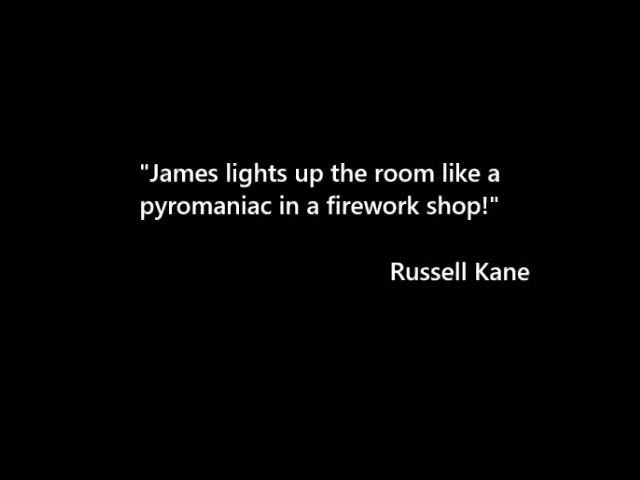 "James lights up the room like a
pyromaniac in a firework shop!"
Russell Kane